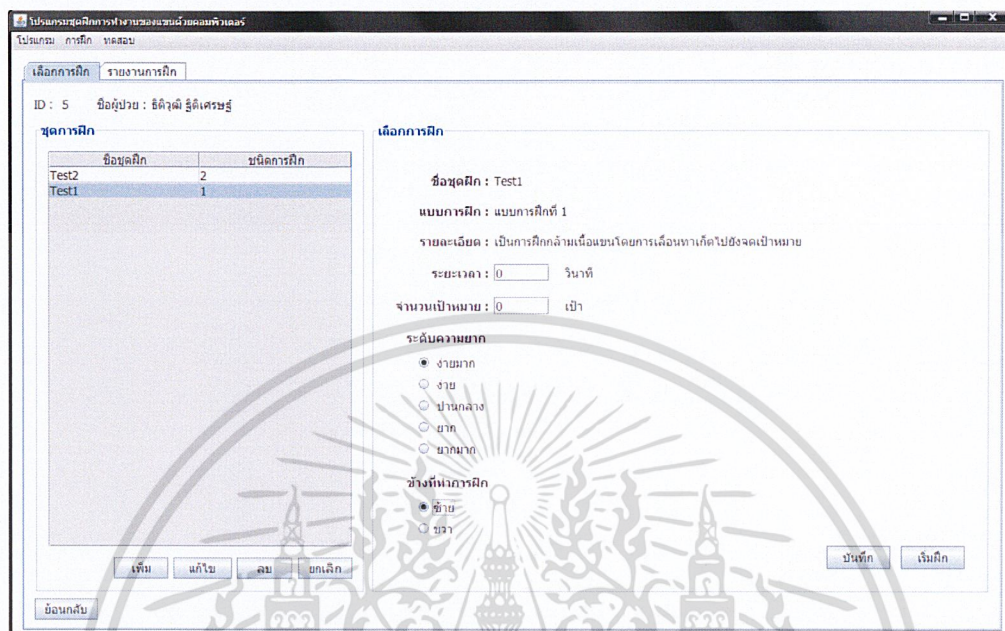 โปรแกรมชุดฝึกการทำงานของแขนด้วยคอมพิวเตอร์
โปรแกรม การฝึก ทดสอบ
เลือกการฝึก รายงานการฝึก
ID : 5 ชื่อผู้ป่วย : ธิติวุฒิ ฐิติเศรษฐ์
ชุดการฝึก
ชื่อชุดฝึก ชนิดการฝึก
Test2 2
Test1 1
เพิ่ม แก้ไข ลบ ยกเลิก
ย้อนกลับ
เลือกการฝึก
ชื่อชุดฝึก : Test1
แบบการฝึก : แบบการฝึกที่ 1
รายละเอียด : เป็นการฝึกกล้ามเนื้อแขนโดยการเลื่อนทาเก็ตไปยังจุดเป้าหมาย
ระยะเวลา : 0 วินาที
จำนวนเป้าหมาย : 0 เป้า
ระดับความยาก
ง่ายมาก
ง่าย
ปานกลาง
ยาก
ยากมาก
ข้างที่ทำการฝึก
ซ้าย
ขวา
บันทึก เริ่มฝึก